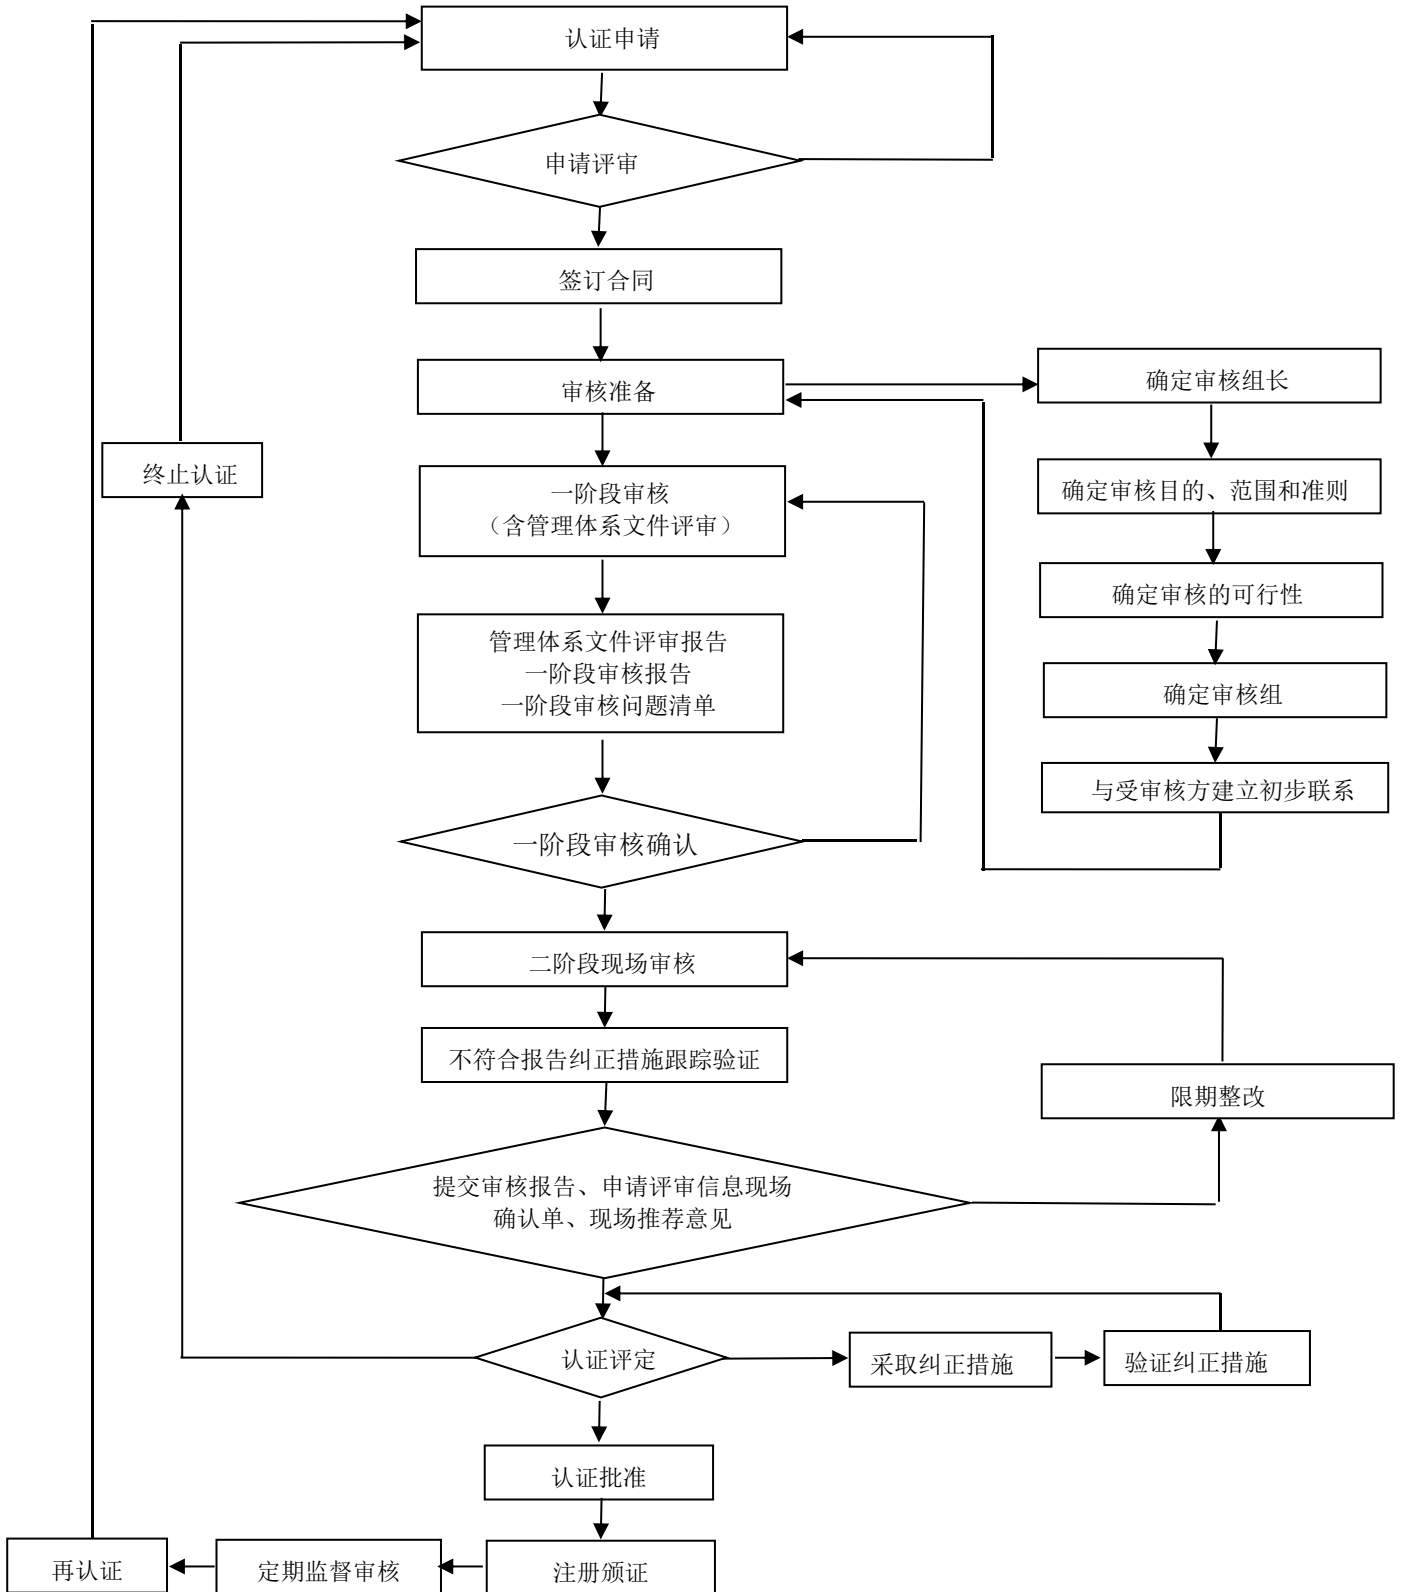 认证申请
申请评审
签订合同
审核准备
确定审核组长
终止认证
一阶段审核
（含管理体系文件评审）
确定审核目的、范围和准则
确定审核的可行性
管理体系文件评审报告
一阶段审核报告
一阶段审核问题清单
确定审核组
与受审核方建立初步联系
一阶段审核确认
二阶段现场审核
不符合报告纠正措施跟踪验证
限期整改
提交审核报告、申请评审信息现场
确认单、现场推荐意见
认证评定
采取纠正措施
验证纠正措施
认证批准
再认证
定期监督审核
注册颁证